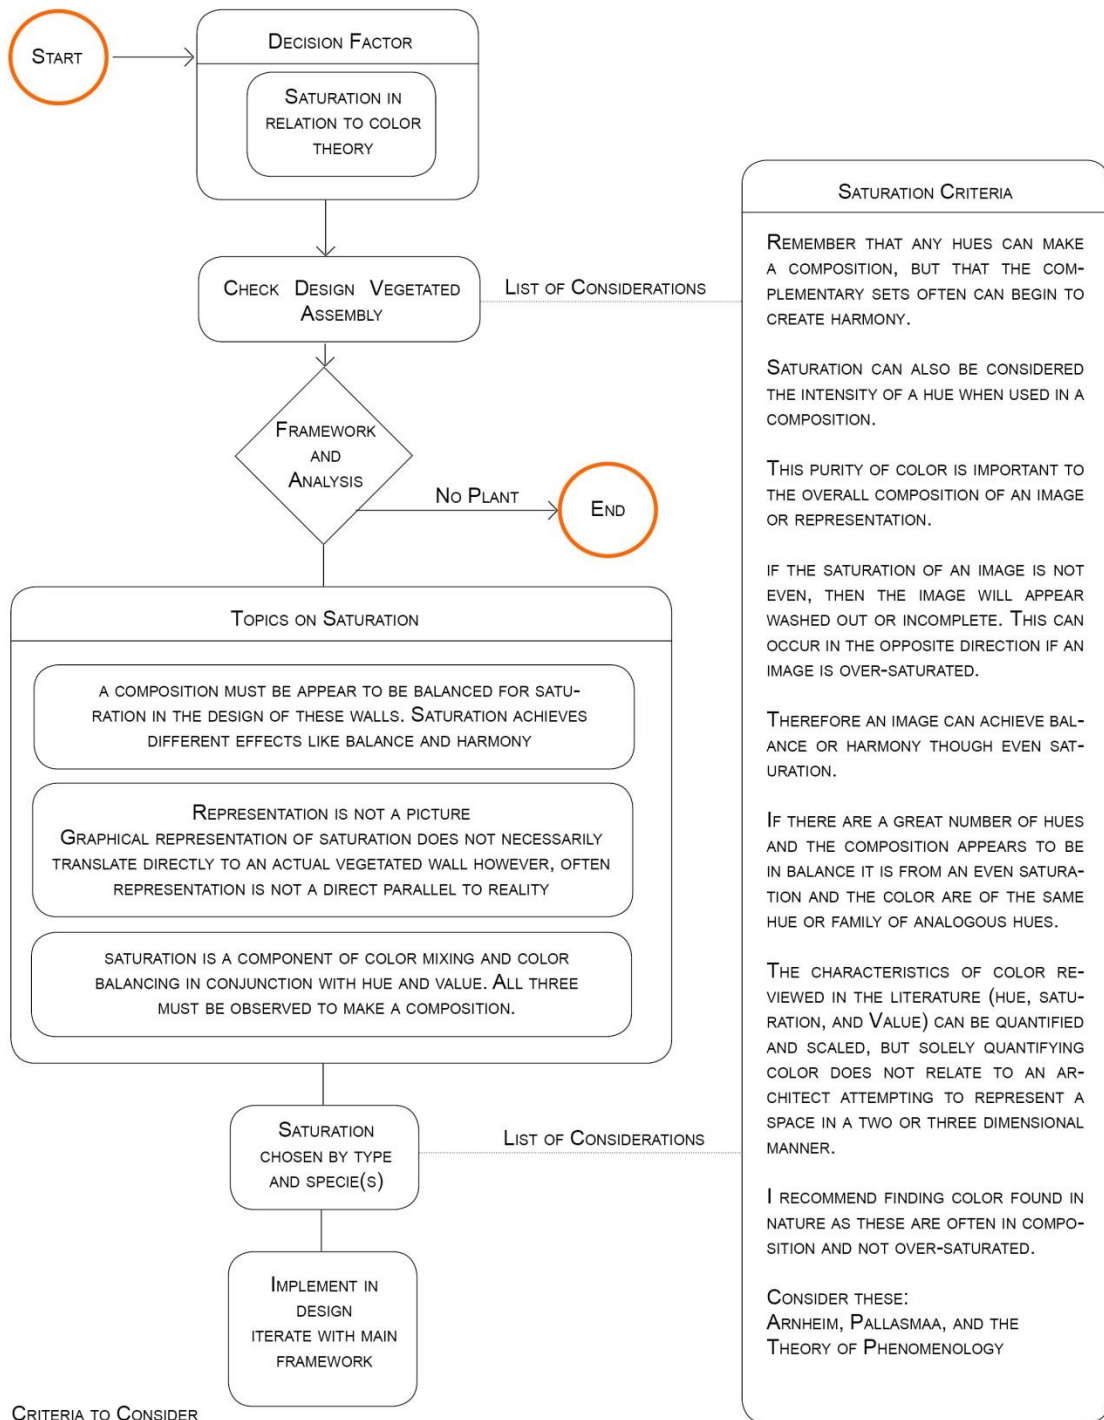 Start
Decision Factor
Saturation in
relation to color
theory
Check Design Vegetated
Assembly
List of Considerations
Framework
and
Analysis
No Plant
End
Topics on Saturation
a composition must be appear to be balanced for satu-
ration in the design of these walls. Saturation achieves
different effects like balance and harmony
Representation is not a picture
Graphical representation of saturation does not necessarily
translate directly to an actual vegetated wall however, often
representation is not a direct parallel to reality
saturation is a component of color mixing and color
balancing in conjunction with hue and value. All three
must be observed to make a composition.
Saturation
chosen by type
and specie(s)
List of Considerations
Implement in
design
iterate with main
framework
Saturation Criteria
Remember that any hues can make
a composition, but that the com-
plementary sets often can begin to
create harmony.
Saturation can also be considered
the intensity of a hue when used in a
composition.
This purity of color is important to
the overall composition of an image
or representation.
if the saturation of an image is not
even, then the image will appear
washed out or incomplete. This can
occur in the opposite direction if an
image is over-saturated.
Therefore an image can achieve bal-
ance or harmony though even sat-
uration.
If there are a great number of hues
and the composition appears to be
in balance it is from an even satura-
tion and the color are of the same
hue or family of analogous hues.
The characteristics of color re-
viewed in the literature (hue, satu-
ration, and Value) can be quantified
and scaled, but solely quantifying
color does not relate to an ar-
chitect attempting to represent a
space in a two or three dimensional
manner.
I recommend finding color found in
nature as these are often in compo-
sition and not over-saturated.
Consider these:
Arnheim, Pallasmaa, and the
Theory of Phenomenology
Criteria to Consider